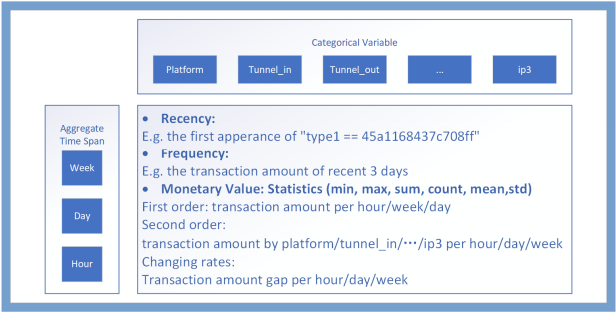 Categorical Variable
Platform Tunnel_in Tunnel_out ... ip3
Aggregate
Time Span
Week
Day
Hour
• Recency:
E.g. the first apperance of "type1 == 45a1168437c708ff"
• Frequency:
E.g. the transaction amount of recent 3 days
• Monetary Value: Statistics (min, max, sum, count, mean,std)
First order: transaction amount per hour/week/day
Second order:
transaction amount by platform/tunnel_in/⋯/ip3 per hour/day/week
Changing rates:
Transaction amount gap per hour/day/week